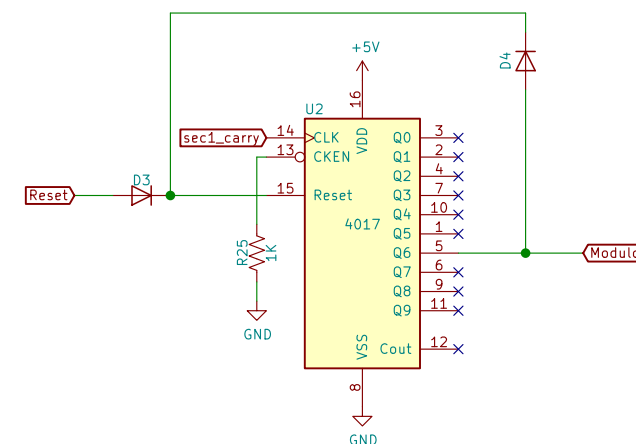 +5V
D4
U2
16
sec1_carry
14
CLK
VDD
Q0
3
13
CKEN
Q1
2
Q2
4
D3
Reset
15
Reset
Q3
7
4017
Q4
10
Q5
1
R25
1K
Q6
5
Modulo
Q7
6
Q8
9
Q9
11
GND
VSS
Cout
12
8
GND